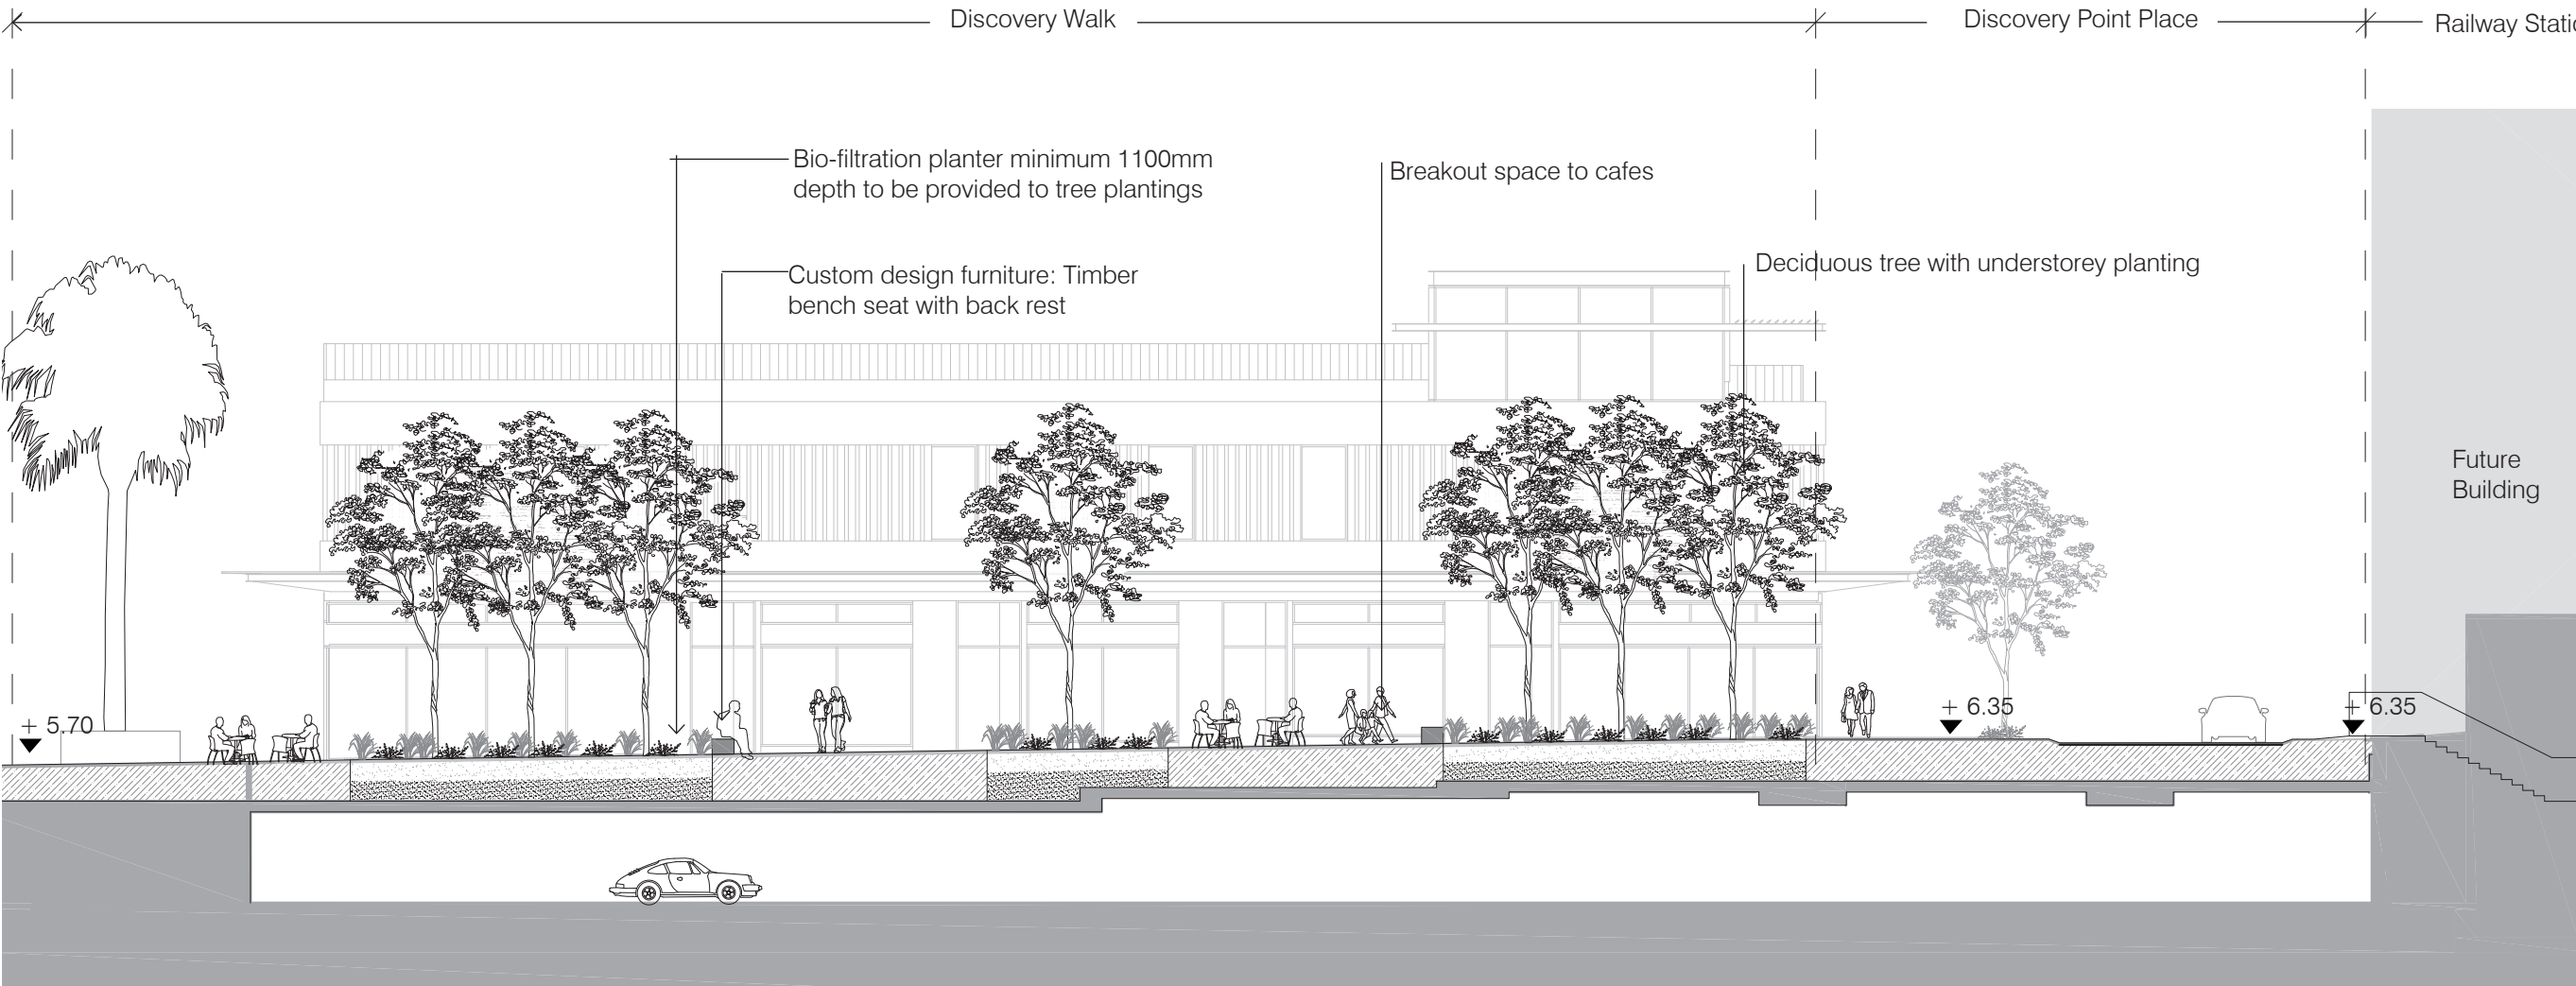 Discovery Walk
Discovery Point Place
Railway
Bio-filtration planter minimum 1100mm
depth to be provided to tree plantings
Breakout space to cafes
Custom design furniture: Timber
bench seat with back rest
Deciduous tree with understorey planting
Future
Building
+ 5.70
+ 6.35
+ 6.35